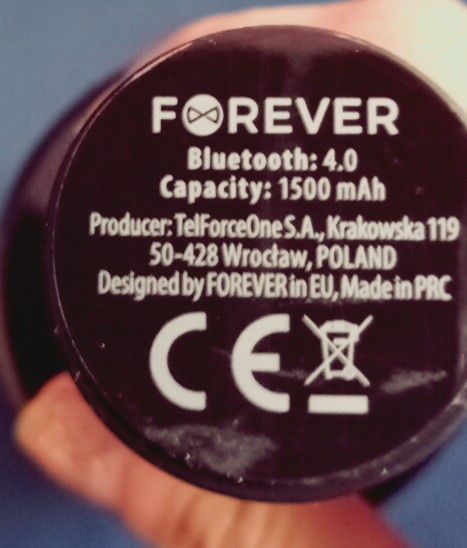 FOREVER
Bluetooth: 4.0
Capacity: 1500 mAh
Producer: TelForceOne S.A., Krakowska 119
50-428 Wrocław, POLAND
Designed by FOREVER in EU, Made in PRC
CE